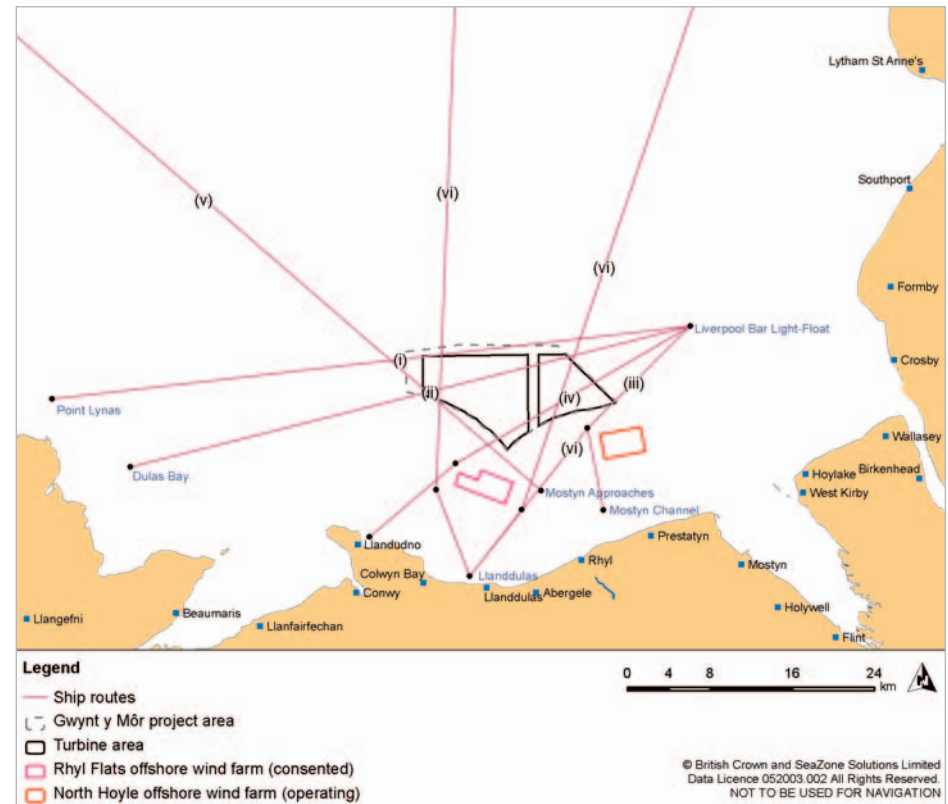 Lytham St Anne's
Southport
(v)
(vi)
(vi)
Formby
Liverpool Bar Light-Float
Crosby
(i)
(ii)
(iii)
(iv)
Point Lynas
(vi)
Wallasey
Dulas Bay
Hoylake
Birkenhead
West Kirby
Mostyn Approaches
Mostyn Channel
Llandudno
Prestatyn
Rhyl
Mostyn
Colwyn Bay
Llanddulas
Conwy
Llanddulas
Abergele
Holywell
Beaumaris
Llangefni
Llanfairfechan
Flint
Legend
Ship routes
Gwynt y Môr project area
Turbine area
Rhyl Flats offshore wind farm (consented)
North Hoyle offshore wind farm (operating)
0 4 8 16 24
km
N
© British Crown and SeaZone Solutions Limited
Data Licence 052003.002 All Rights Reserved.
NOT TO BE USED FOR NAVIGATION